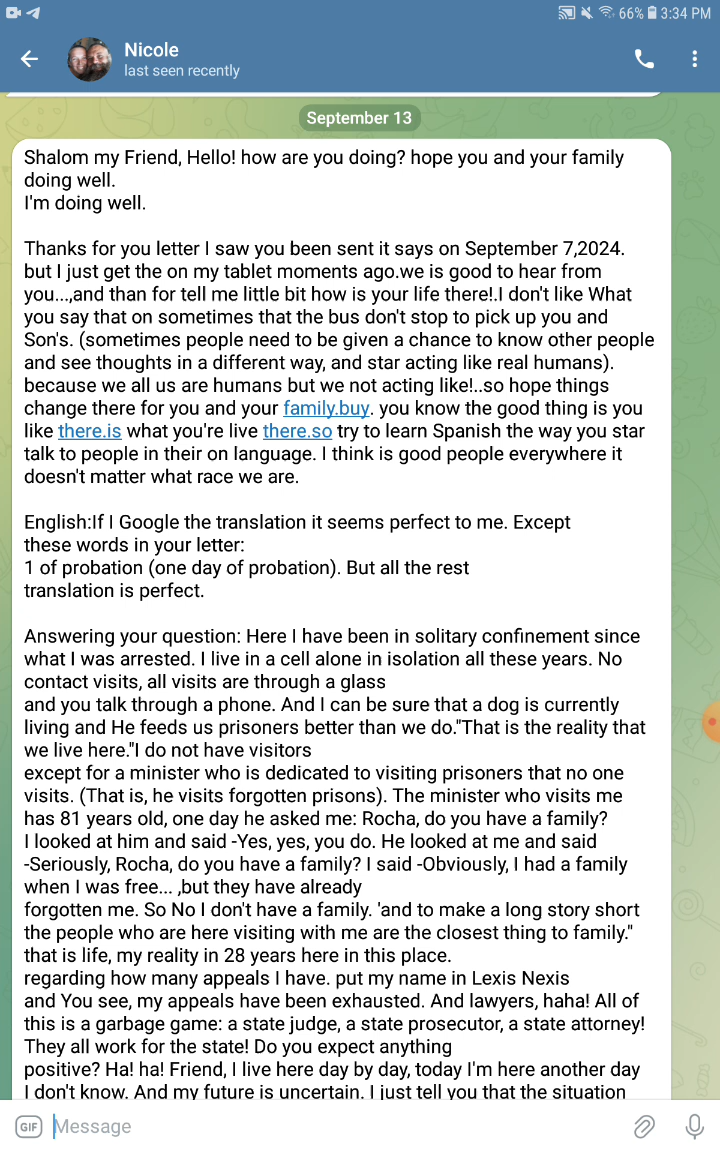 66% 3:34 PM
Nicole
last seen recently
September 13
Shalom my Friend, Hello! how are you doing? hope you and your family
doing well.
I'm doing well.
Thanks for you letter I saw you been sent it says on September 7,2024.
but I just get the on my tablet moments ago.we is good to hear from
you...,and than for tell me little bit how is your life there!.I don't like What
you say that on sometimes that the bus don't stop to pick up you and
Son's. (sometimes people need to be given a chance to know other people
and see thoughts in a different way, and star acting like real humans).
because we all us are humans but we not acting like!..so hope things
change there for you and your family.buy. you know the good thing is you
like there.is what you're live there.so try to learn Spanish the way you star
talk to people in their on language. I think is good people everywhere it
doesn't matter what race we are.
English:If I Google the translation it seems perfect to me. Except
these words in your letter:
1 of probation (one day of probation). But all the rest
translation is perfect.
Answering your question: Here I have been in solitary confinement since
what I was arrested. I live in a cell alone in isolation all these years. No
contact visits, all visits are through a glass
and you talk through a phone. And I can be sure that a dog is currently
living and He feeds us prisoners better than we do."That is the reality that
we live here."I do not have visitors
except for a minister who is dedicated to visiting prisoners that no one
visits. (That is, he visits forgotten prisons). The minister who visits me
has 81 years old, one day he asked me: Rocha, do you have a family?
I looked at him and said -Yes, yes, you do. He looked at me and said
-Seriously, Rocha, do you have a family? I said -Obviously, I had a family
when I was free... ,but they have already
forgotten me. So No I don't have a family. 'and to make a long story short
the people who are here visiting with me are the closest thing to family."
that is life, my reality in 28 years here in this place.
regarding how many appeals I have. put my name in Lexis Nexis
and You see, my appeals have been exhausted. And lawyers, haha! All of
this is a garbage game: a state judge, a state prosecutor, a state attorney!
They all work for the state! Do you expect anything
positive? Ha! ha! Friend, I live here day by day, today I'm here another day
I don't know. And my future is uncertain. I just tell you that the situation
GIF Message